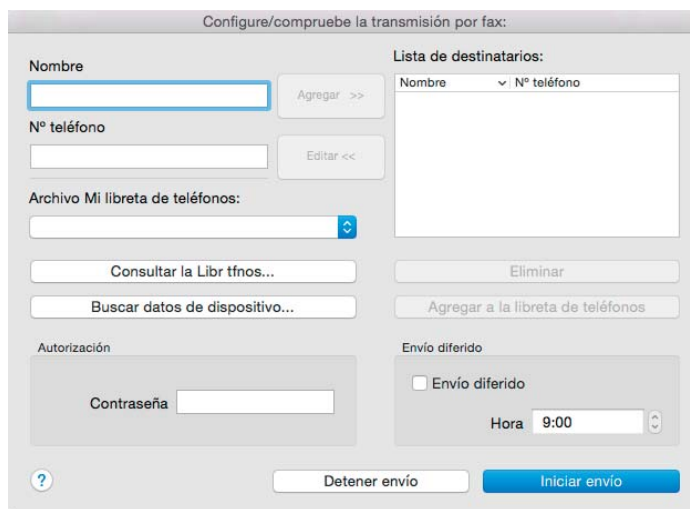 Configure/compruebe la transmisión por fax:
Nombre
Agregar >>
Nº teléfono
Editar <<
Archivo Mi libreta de teléfonos:
Consultar la Libr tfnos...
Buscar datos de dispositivo...
Lista de destinatarios:
Nombre Nº teléfono
Eliminar
Agregar a la libreta de teléfonos
Autorización
Contraseña
Envío diferido
Envío diferido
Hora 9:00
?
Detener envío
Iniciar envío